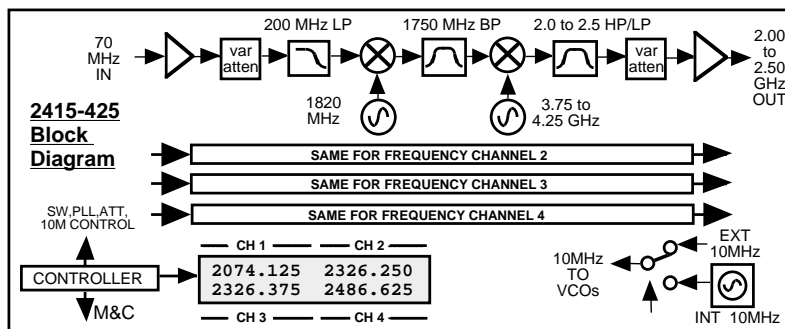 200 MHz LP
1750 MHz BP
2.0 to 2.5 HP/LP
70
MHz
IN
var
atten
var
atten
2.00
to
2.50
GHz
OUT
1820
MHz
3.75 to
4.25 GHz
2415-425
Block
Diagram
SAME FOR FREQUENCY CHANNEL 2
SAME FOR FREQUENCY CHANNEL 3
SAME FOR FREQUENCY CHANNEL 4
SW,PLL,ATT,
10M CONTROL
CONTROLLER
M&C
CH 1
CH 2
2074.125 2326.250
2326.375 2486.625
CH 3
CH 4
10MHz
TO
VCOs
EXT
10MHz
INT 10MHz